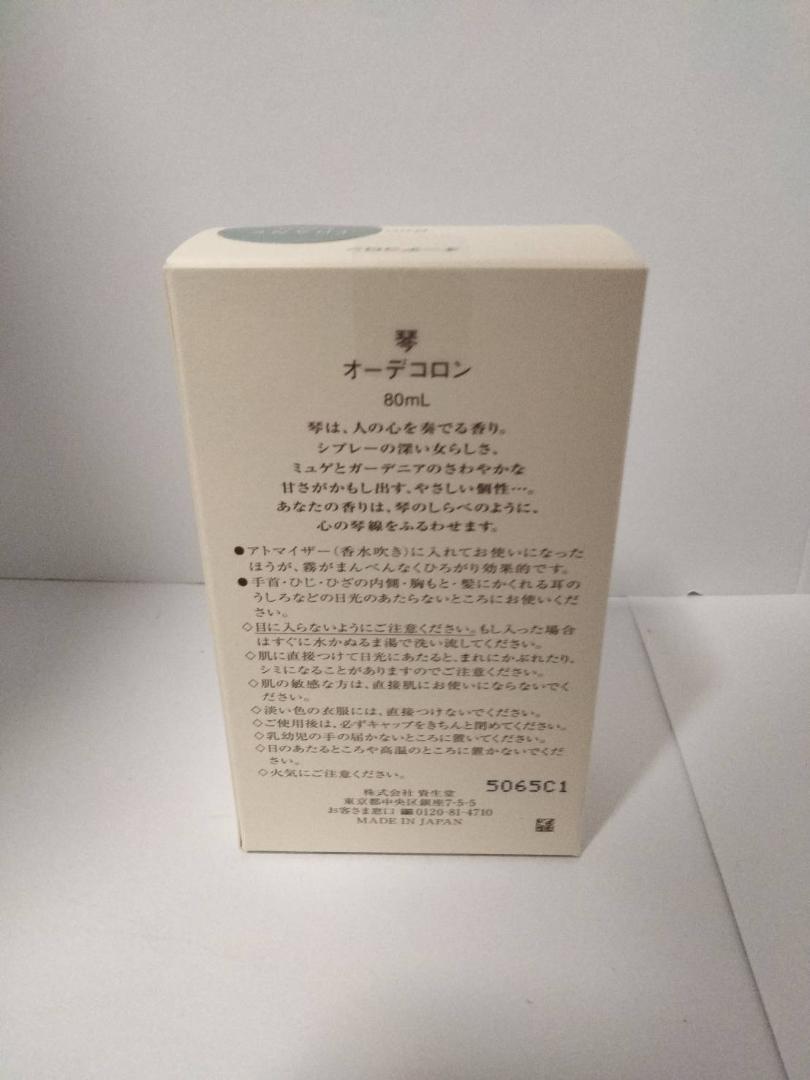 オーデコロン
琴
オーデコロン
80mL
琴は、人の心を奏でる香り。
シプレーの深い女らしさ、
ミュゲとガーデニアのさわやかな
甘さがかもし出す、やさしい個性…。
あなたの香りは、琴のしらべのように、
心の琴線をふるわせます。
●アトマイザー(香水吹き)に入れてお使いになった
ほうが、霧がまんべんなくひろがり効果的です。
●手首・ひじ・ひざの内側・胸もと・髪にかくれる耳の
うしろなどの日光のあたらないところにお使いくだ
さい。
◇目に入らないようにご注意ください。もし入った場合
はすぐに水かぬるま湯で洗い流してください。
◇肌に直接つけて日光にあたると、まれにかぶれたり、
シミになることがありますのでご注意ください。
◇肌の敏感な方は、直接肌にお使いにならないでく
ださい。
◇淡い色の衣服には、直接つけないでください。
◇ご使用後は、必ずキャップをきちんと閉めてください。
◇乳幼児の手の届かないところに置いてください。
◇日のあたるところや高温のところに置かないでくだ
さい。
◇火気にご注意ください。
5065C1
株式会社 資生堂
東京都中央区銀座7-5-5
お客さま窓口 0120-81-4710
MADE IN JAPAN